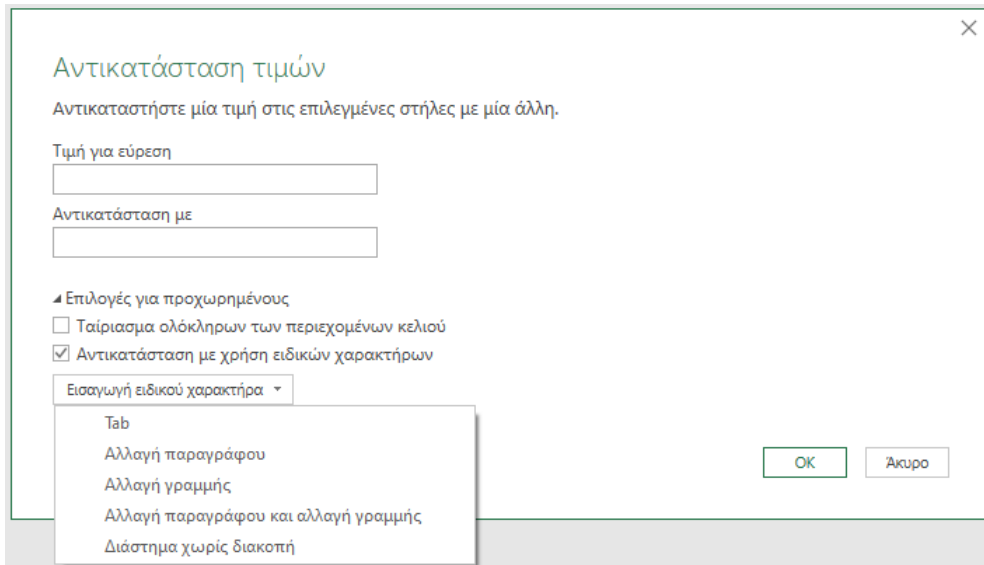 Αντικατάσταση τιμών
Αντικαταστήστε μία τιμή στις επιλεγμένες στήλες με μία άλλη.
Τιμή για εύρεση
Αντικατάσταση με
Επιλογές για προχωρημένους
Ταίριασμα ολόκληρων των περιεχομένων κελιού
Αντικατάσταση με χρήση ειδικών χαρακτήρων
Εισαγωγή ειδικού χαρακτήρα
Tab
Αλλαγή παραγράφου
Αλλαγή γραμμής
Αλλαγή παραγράφου και αλλαγή γραμμής
Διάστημα χωρίς διακοπή
OK
Άκυρο